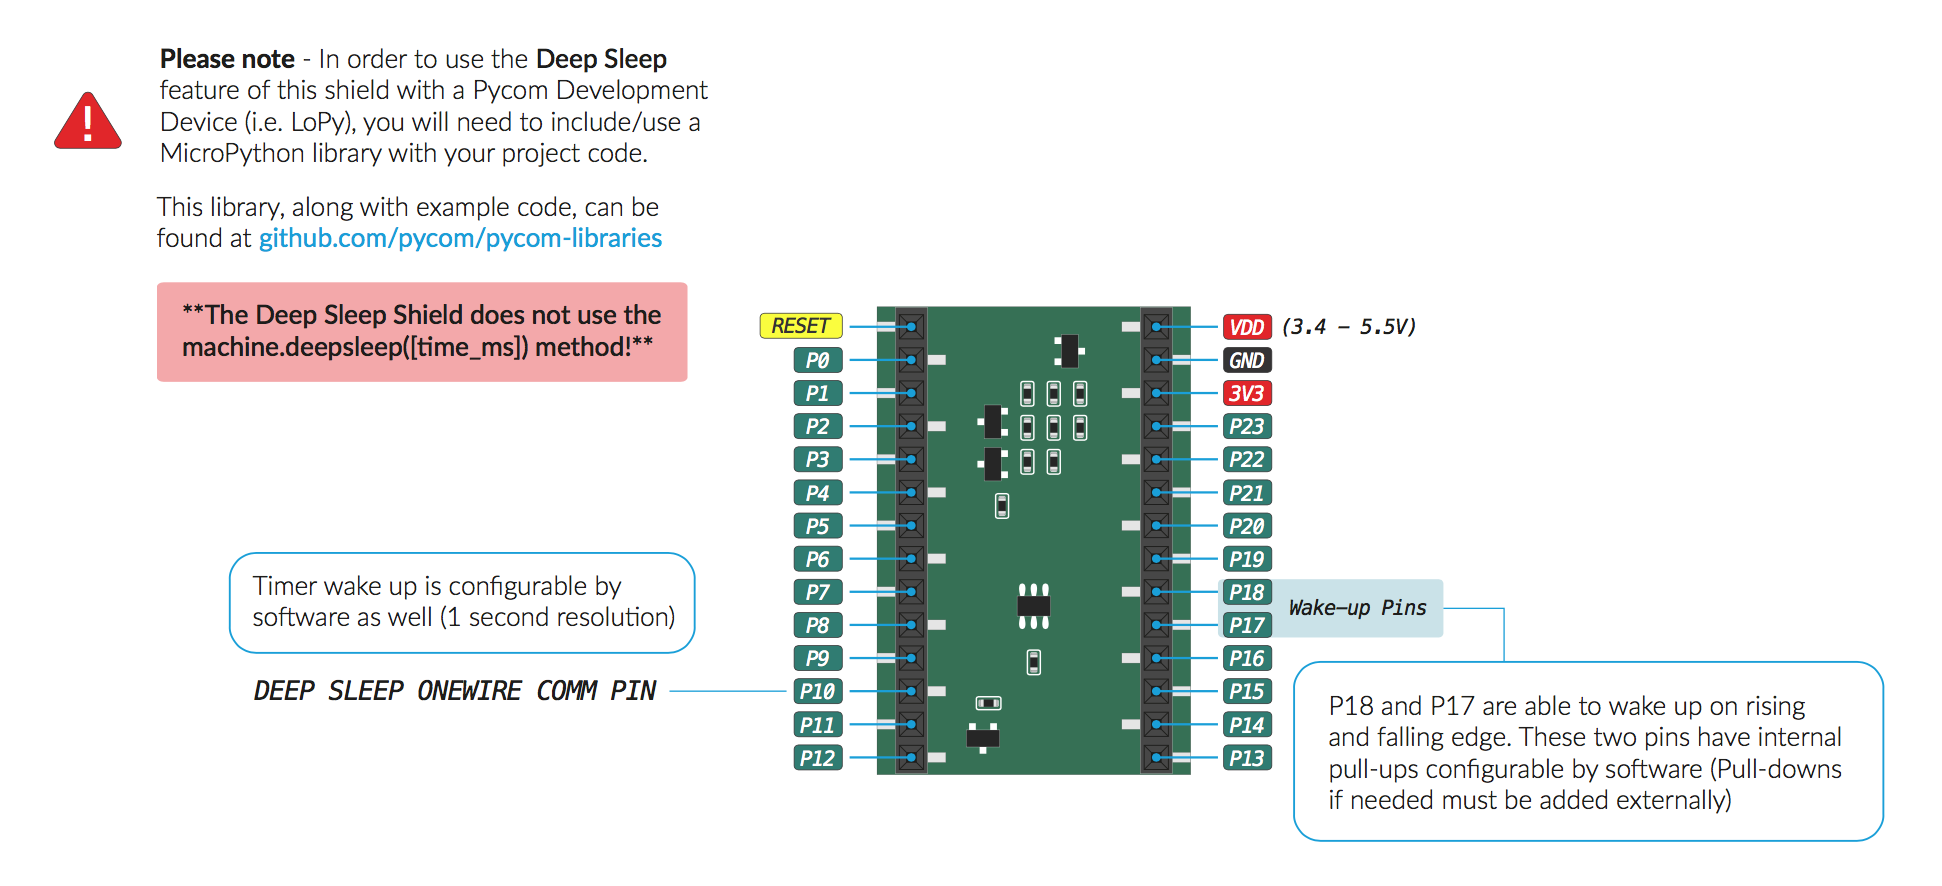 Please note - In order to use the Deep Sleep
feature of this shield with a Pycom Development
Device (i.e. LoPy), you will need to include/use a
MicroPython library with your project code.
This library, along with example code, can be
found at github.com/pycom/pycom-libraries
**The Deep Sleep Shield does not use the
machine.deepsleep([time_ms]) method!**
RESET
P0
P1
P2
P3
P4
P5
P6
P7
P8
P9
P10
P11
P12
VDD (3.4 – 5.5V)
GND
3V3
P23
P22
P21
P20
P19
P18
P17
P16
P15
P14
P13
Wake–up Pins
Timer wake up is configurable by
software as well (1 second resolution)
DEEP SLEEP ONEWIRE COMM PIN
P18 and P17 are able to wake up on rising
and falling edge. These two pins have internal
pull-ups configurable by software (Pull-downs
if needed must be added externally)